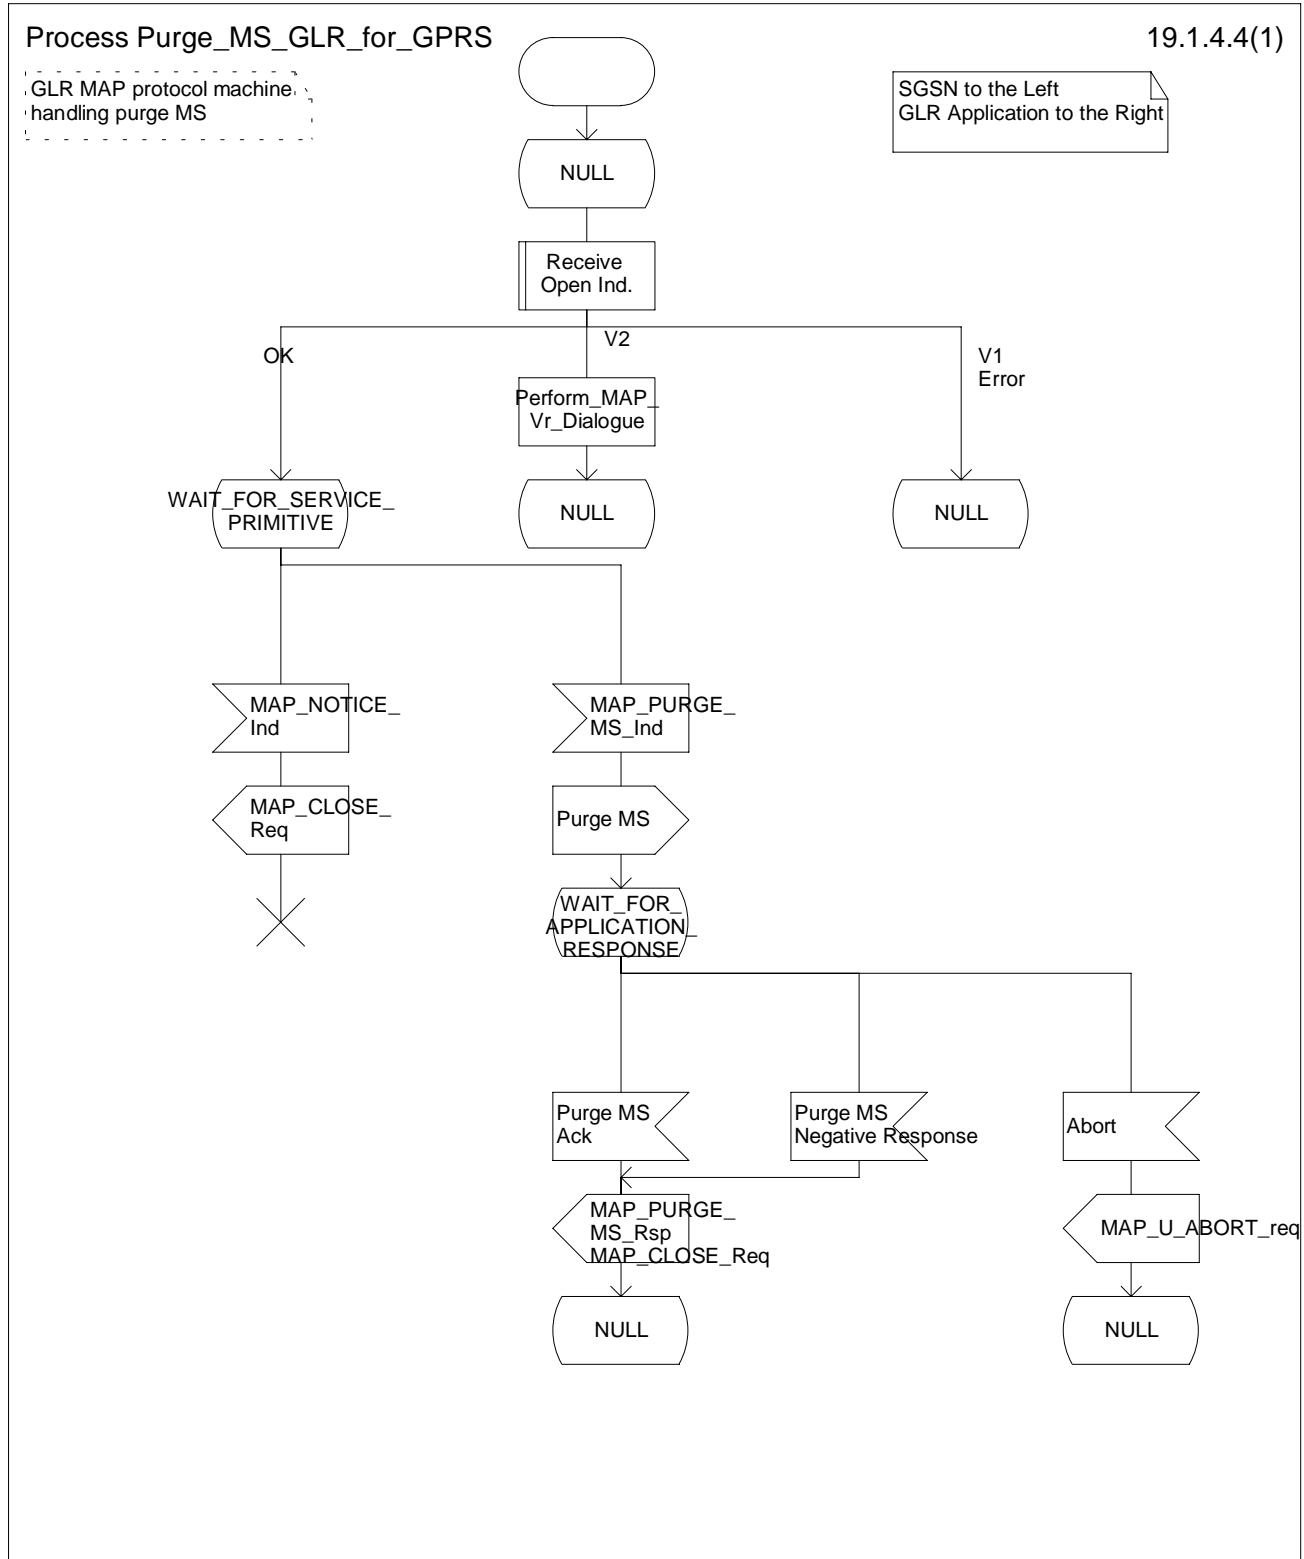 Process Purge_MS_GLR_for_GPRS
19.1.4.4(1)
GLR MAP protocol machine
handling purge MS
SGSN to the Left
GLR Application to the Right
NULL
Receive
Open Ind.
OK
V2
V1
Error
Perform_MAP_
Vr_Dialogue
WAIT_FOR_SERVICE_
PRIMITIVE
NULL
NULL
MAP_NOTICE_
Ind
MAP_PURGE_
MS_Ind
MAP_CLOSE_
Req
Purge MS
WAIT_FOR_
APPLICATION_
RESPONSE
Purge MS
Ack
Purge MS
Negative Response
Abort
MAP_PURGE_
MS_Rsp
MAP_CLOSE_Req
MAP_U_ABORT_req
NULL
NULL